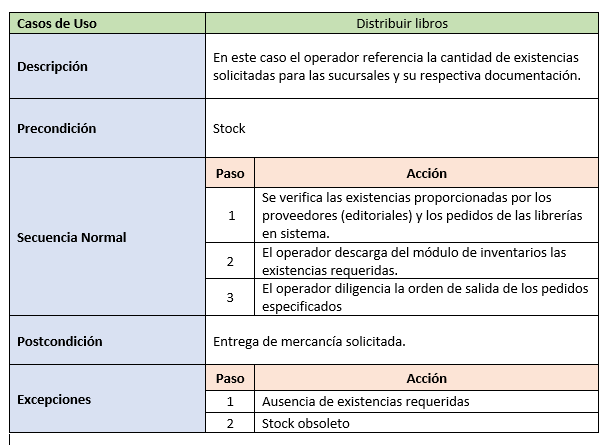 Casos de Uso Distribuir libros
Descripción
En este caso el operador referencia la cantidad de existencias
solicitadas para las sucursales y su respectiva documentación.
Precondición Stock
Secuencia Normal
Paso Acción
1 Se verifica las existencias proporcionadas por los
proveedores (editoriales) y los pedidos de las librerías
en sistema.
2 El operador descarga del módulo de inventarios las
existencias requeridas.
3 El operador diligencia la orden de salida de los pedidos
especificados
Postcondición Entrega de mercancía solicitada.
Excepciones
Paso Acción
1 Ausencia de existencias requeridas
2 Stock obsoleto